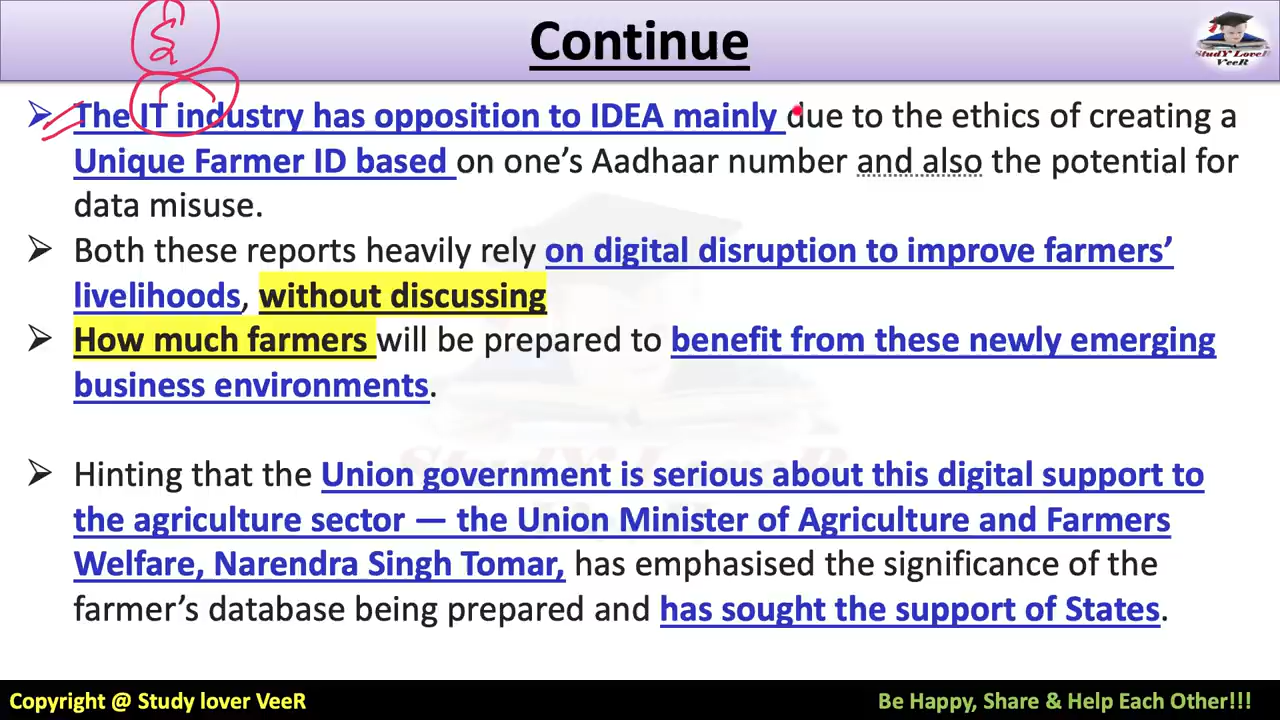 Continue
StudY LoveR
VeeR
➢ The IT industry has opposition to IDEA mainly due to the ethics of creating a
Unique Farmer ID based on one’s Aadhaar number and also the potential for
data misuse.
➢ Both these reports heavily rely on digital disruption to improve farmers’
livelihoods, without discussing
➢ How much farmers will be prepared to benefit from these newly emerging
business environments.
➢ Hinting that the Union government is serious about this digital support to
the agriculture sector — the Union Minister of Agriculture and Farmers
Welfare, Narendra Singh Tomar, has emphasised the significance of the
farmer’s database being prepared and has sought the support of States.
Copyright @ Study lover VeeR
Be Happy, Share & Help Each Other!!!